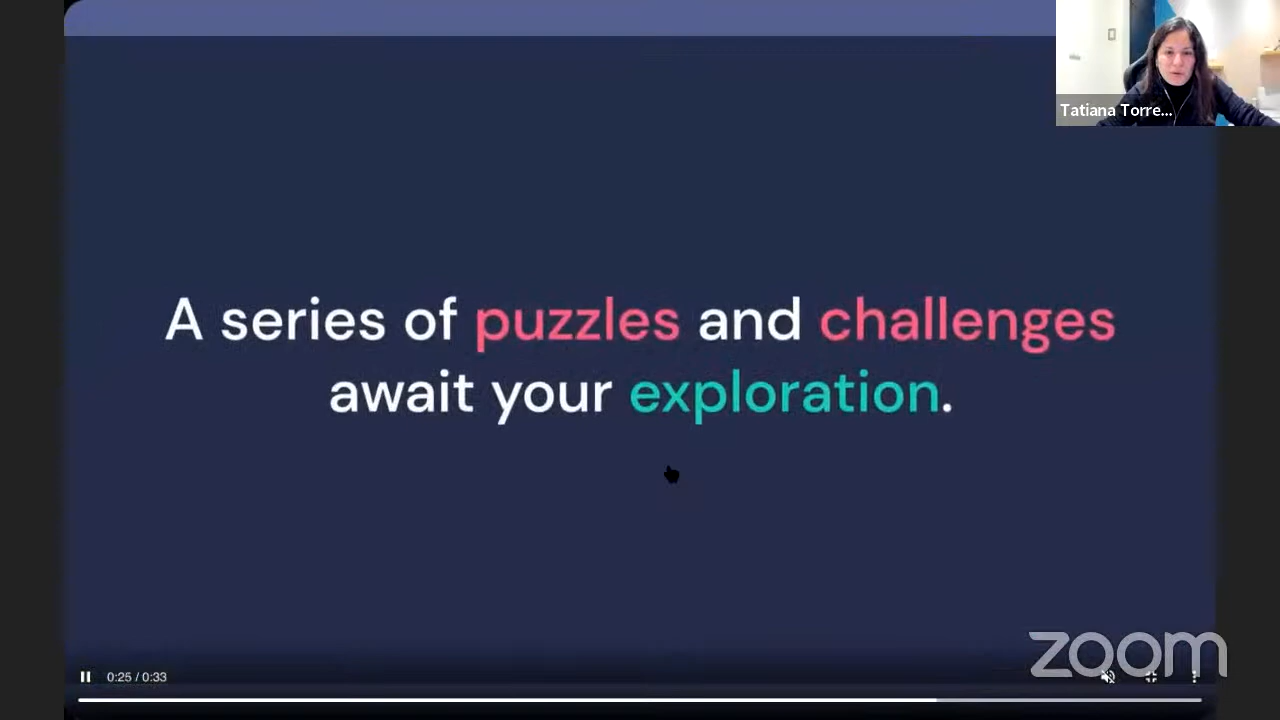 Tatiana Torre...
A series of puzzles and challenges
await your exploration.
0:25 / 0:33
zoom